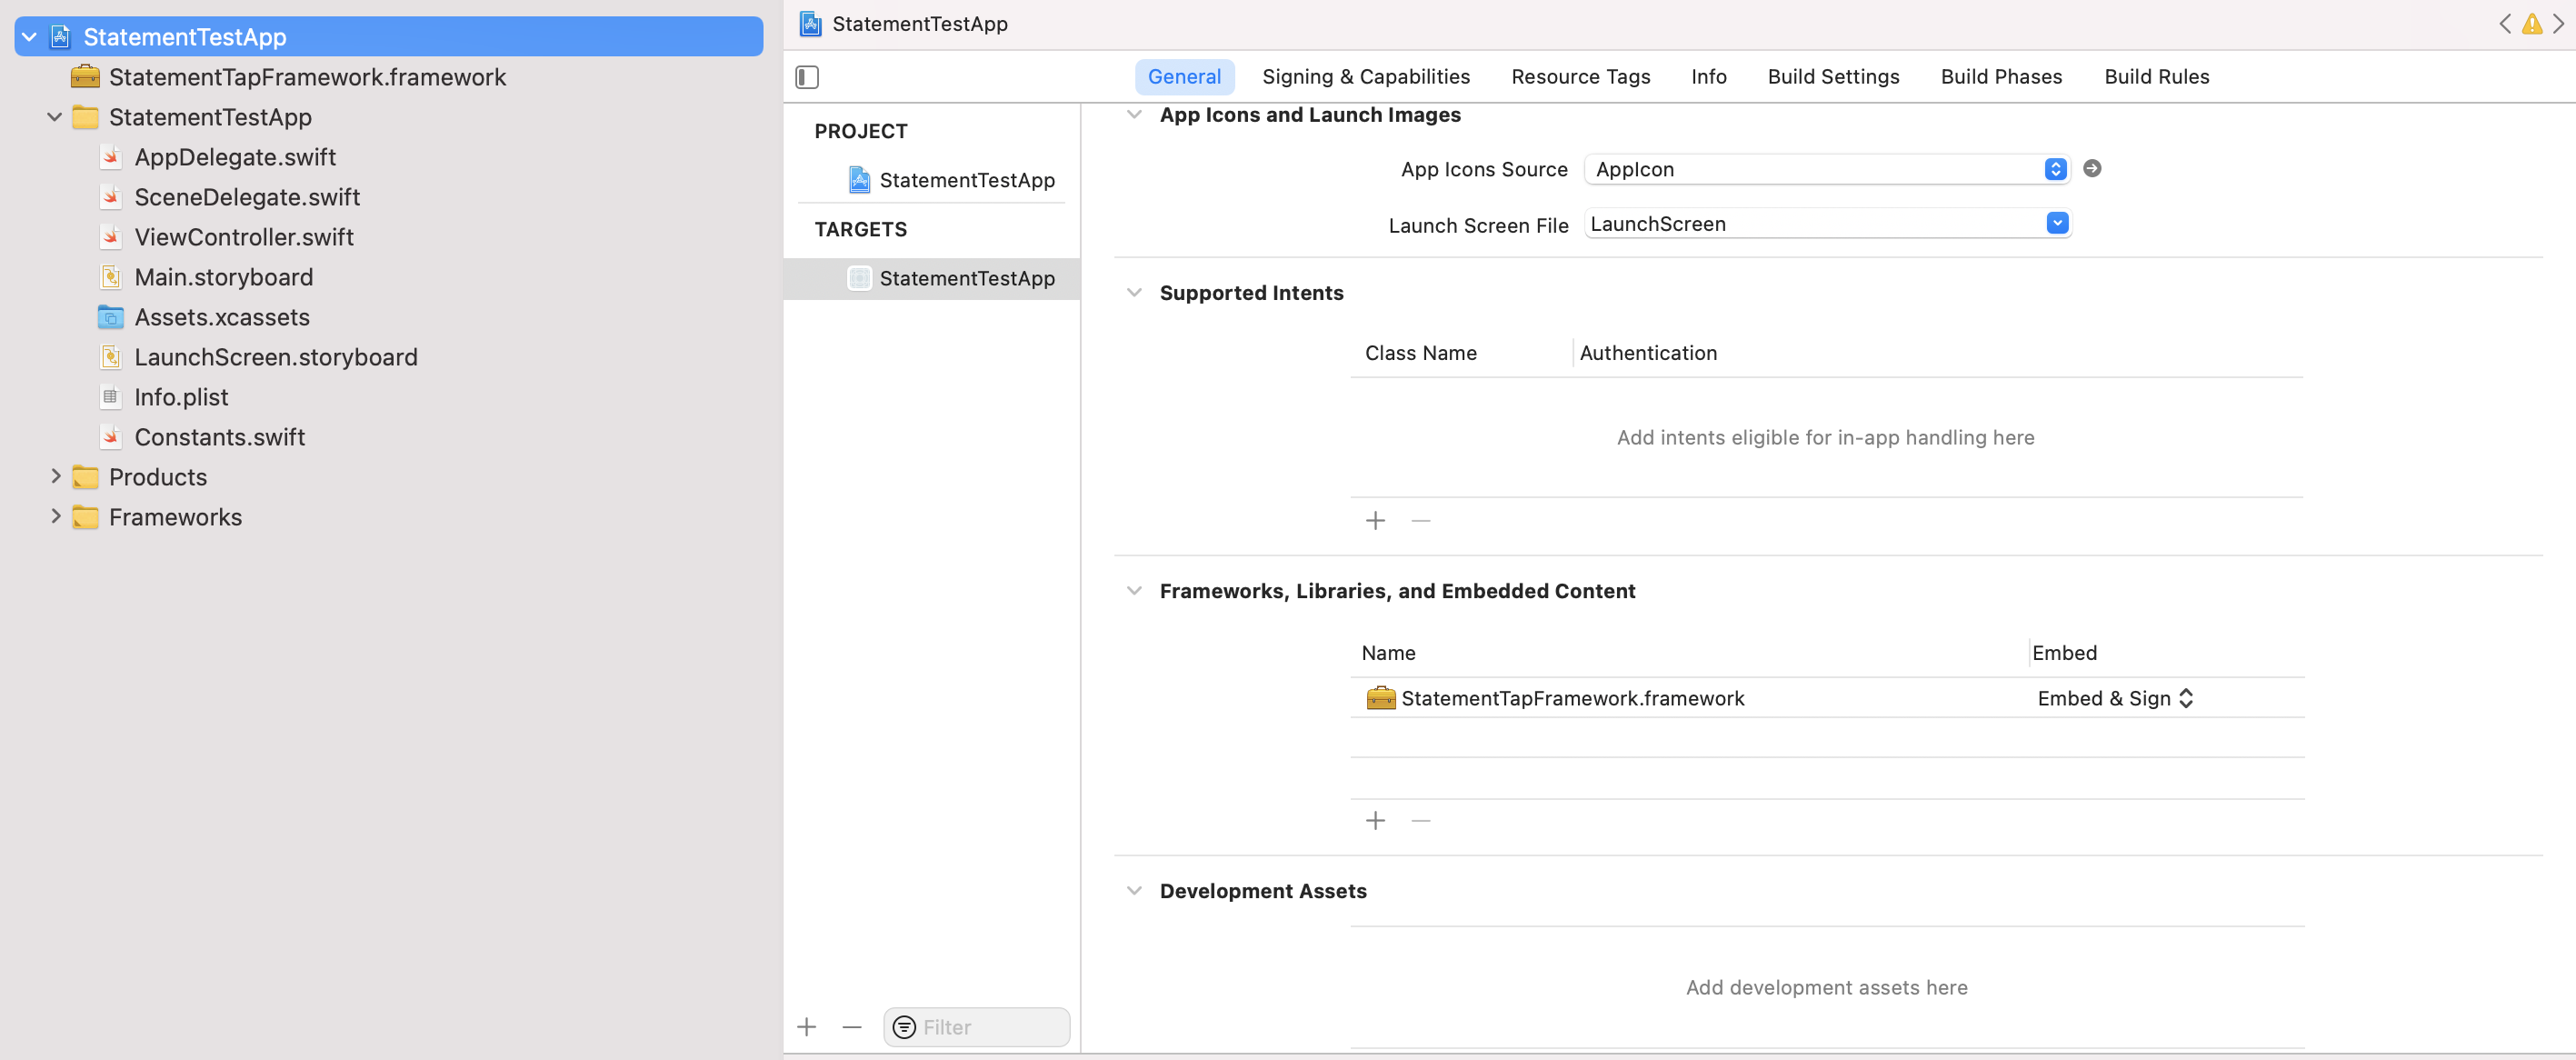 StatementTestApp
StatementTapFramework.framework
StatementTestApp
AppDelegate.swift
SceneDelegate.swift
ViewController.swift
Main.storyboard
Assets.xcassets
LaunchScreen.storyboard
Info.plist
Constants.swift
Products
Frameworks
StatementTestApp
General Signing & Capabilities Resource Tags Info Build Settings Build Phases Build Rules
PROJECT
StatementTestApp
TARGETS
StatementTestApp
Filter
App Icons and Launch Images
App Icons Source AppIcon
Launch Screen File LaunchScreen
Supported Intents
Class Name Authentication
Add intents eligible for in-app handling here
Frameworks, Libraries, and Embedded Content
Name Embed
StatementTapFramework.framework Embed & Sign
Development Assets
Add development assets here